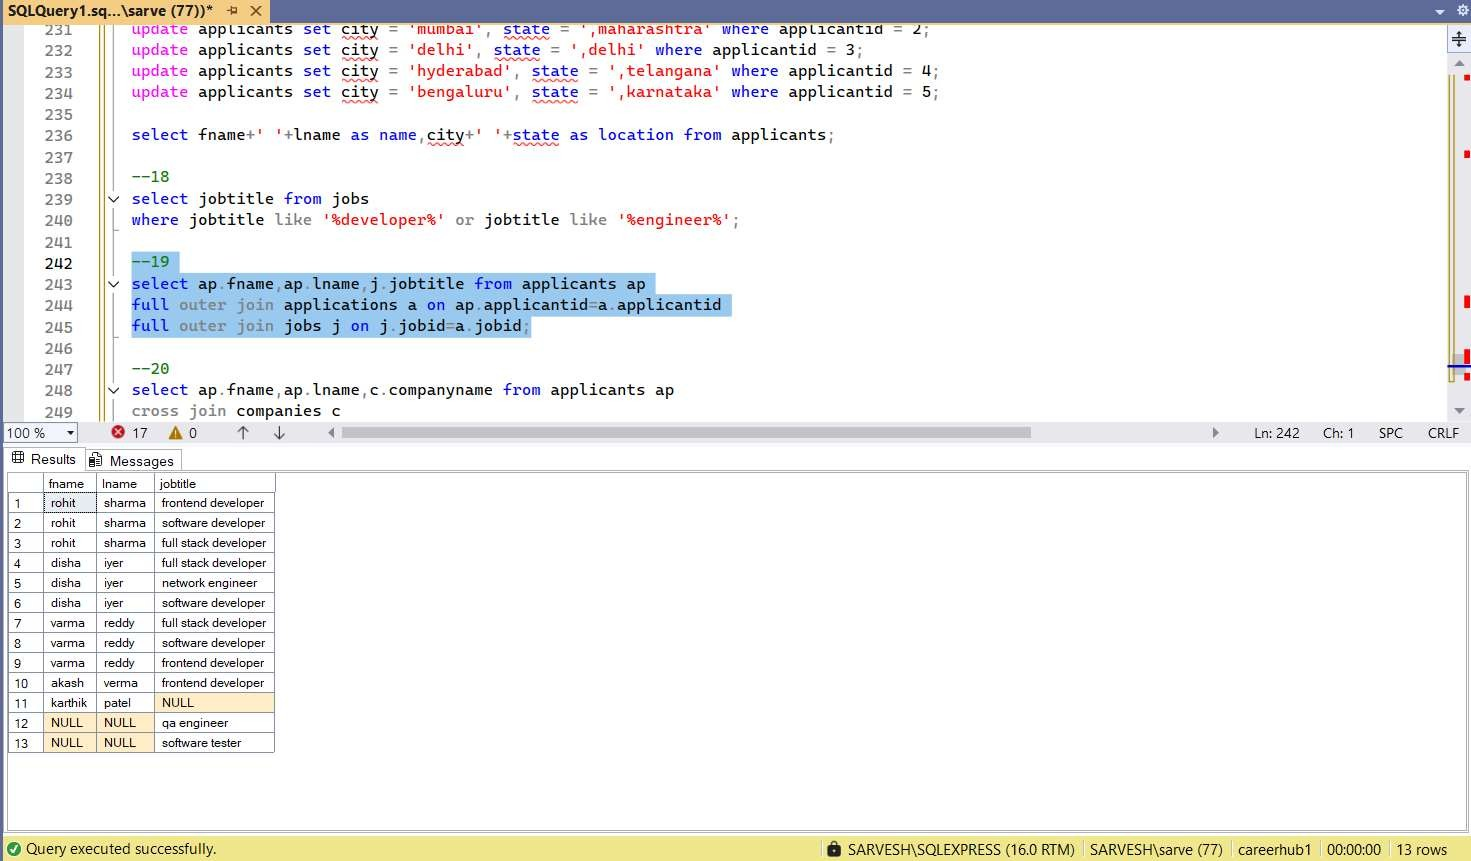 SQLQuery1.sq...\sarve (77))*
231 update applicants set city = 'mumbai', state = ',maharashtra' where applicantid = 2;
232 update applicants set city = 'delhi', state = ',delhi' where applicantid = 3;
233 update applicants set city = 'hyderabad', state = ',telangana' where applicantid = 4;
234 update applicants set city = 'bengaluru', state = ',karnataka' where applicantid = 5;
235
236 select fname+' '+lname as name,city+' '+state as location from applicants;
237
238 --18
239 select jobtitle from jobs
240 where jobtitle like '%developer%' or jobtitle like '%engineer%';
241
242 --19
243 select ap.fname,ap.lname,j.jobtitle from applicants ap
244 full outer join applications a on ap.applicantid=a.applicantid
245 full outer join jobs j on j.jobid=a.jobid;
246
247 --20
248 select ap.fname,ap.lname,c.companyname from applicants ap
249 cross join companies c
100 % 17 0 Ln: 242 Ch: 1 SPC CRLF
Results Messages
fname lname jobtitle
1 rohit sharma frontend developer
2 rohit sharma software developer
3 rohit sharma full stack developer
4 disha iyer full stack developer
5 disha iyer network engineer
6 disha iyer software developer
7 varma reddy full stack developer
8 varma reddy software developer
9 varma reddy frontend developer
10 akash verma frontend developer
11 karthik patel NULL
12 NULL NULL qa engineer
13 NULL NULL software tester
Query executed successfully. SARVESH\SQLEXPRESS (16.0 RTM) SARVESH\sarve (77) careerhub1 00:00:00 13 rows